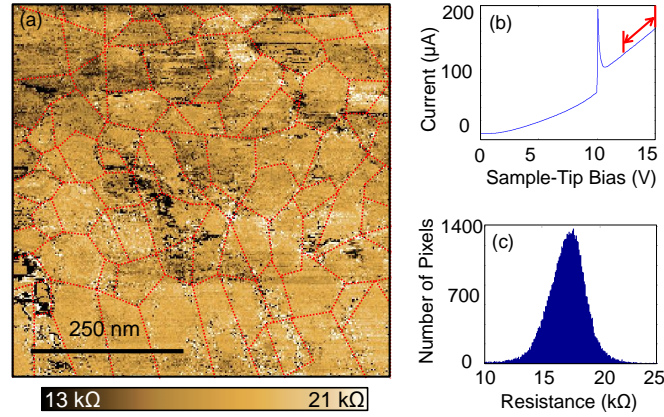 (a)
250 nm
13 kΩ
21 kΩ
(b)
Current (µA)
200
100
0
0 5 10 15
Sample-Tip Bias (V)
(c)
Number of Pixels
1400
700
0
10 15 20 25
Resistance (kΩ)